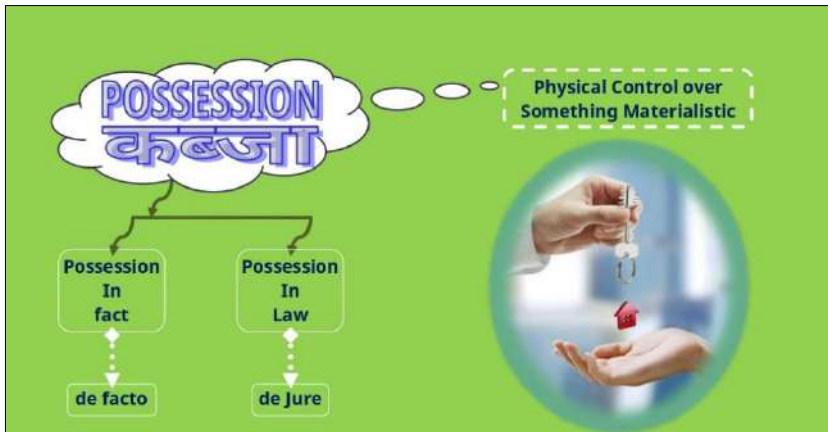 POSSESSION
कब्जा
Physical Control over
Something Materialistic
Possession
In
fact
Possession
In
Law
de facto
de Jure